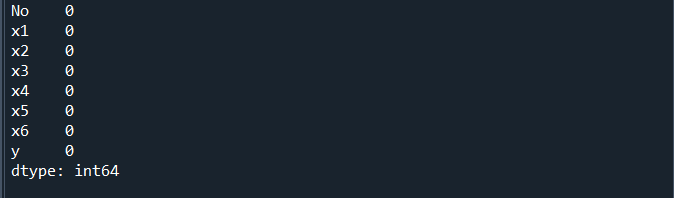 No    0
x1    0
x2    0
x3    0
x4    0
x5    0
x6    0
y     0
dtype: int64